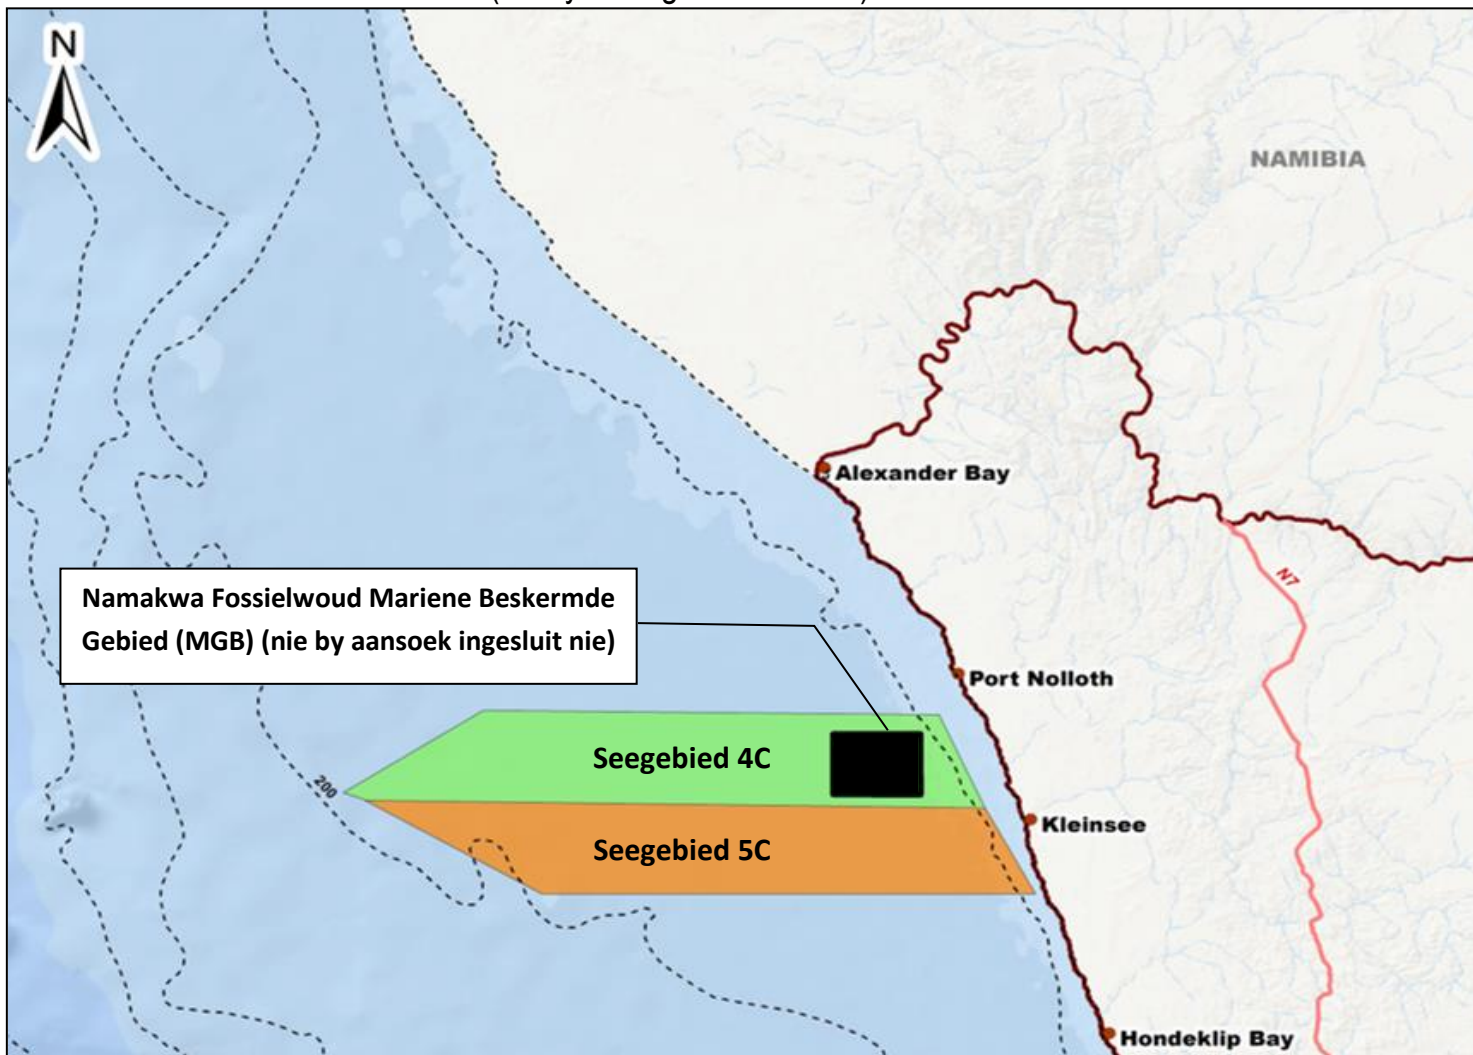 N
NAMIBIA
Alexander Bay
N7
Namakwa Fossielwoud Mariene Beskermde
Gebied (MGB) (nie by aansoek ingesluit nie)
Port Nolloth
Seegebied 4C
200
Kleinsee
Seegebied 5C
Hondeklip Bay